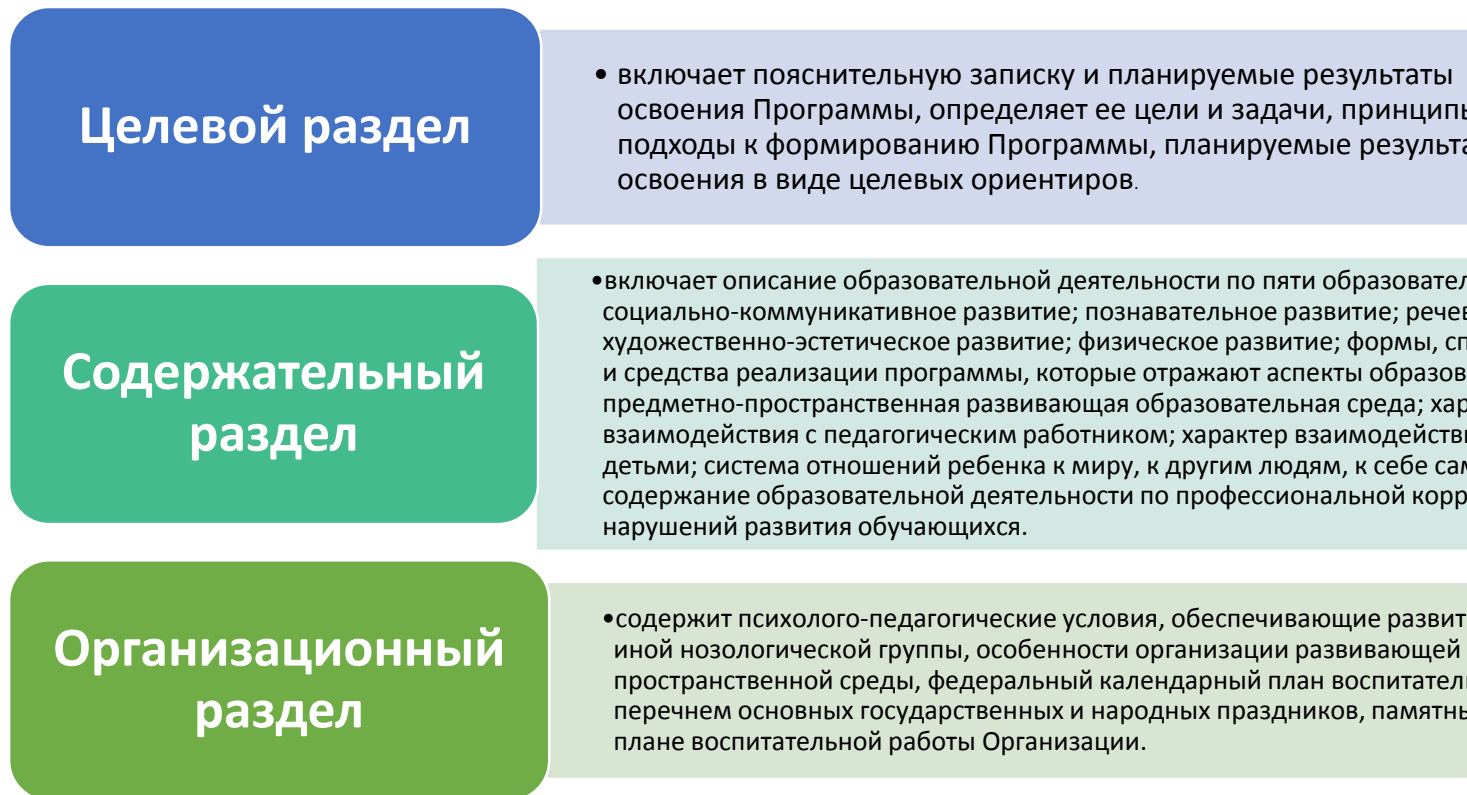 Целевой раздел
• включает пояснительную записку и планируемые результаты
освоения Программы, определяет ее цели и задачи, принципы
подходы к формированию Программы, планируемые результа
освоения в виде целевых ориентиров.
Содержательный
раздел
•включает описание образовательной деятельности по пяти образовател
социально-коммуникативное развитие; познавательное развитие; рече
художественно-эстетическое развитие; физическое развитие; формы, сп
и средства реализации программы, которые отражают аспекты образов
предметно-пространственная развивающая образовательная среда; хар
взаимодействия с педагогическим работником; характер взаимодейств
детьми; система отношений ребенка к миру, к другим людям, к себе сам
содержание образовательной деятельности по профессиональной корр
нарушений развития обучающихся.
Организационный
раздел
•содержит психолого-педагогические условия, обеспечивающие развит
иной нозологической группы, особенности организации развивающей
пространственной среды, федеральный календарный план воспитател
перечнем основных государственных и народных праздников, памятны
плане воспитательной работы Организации.